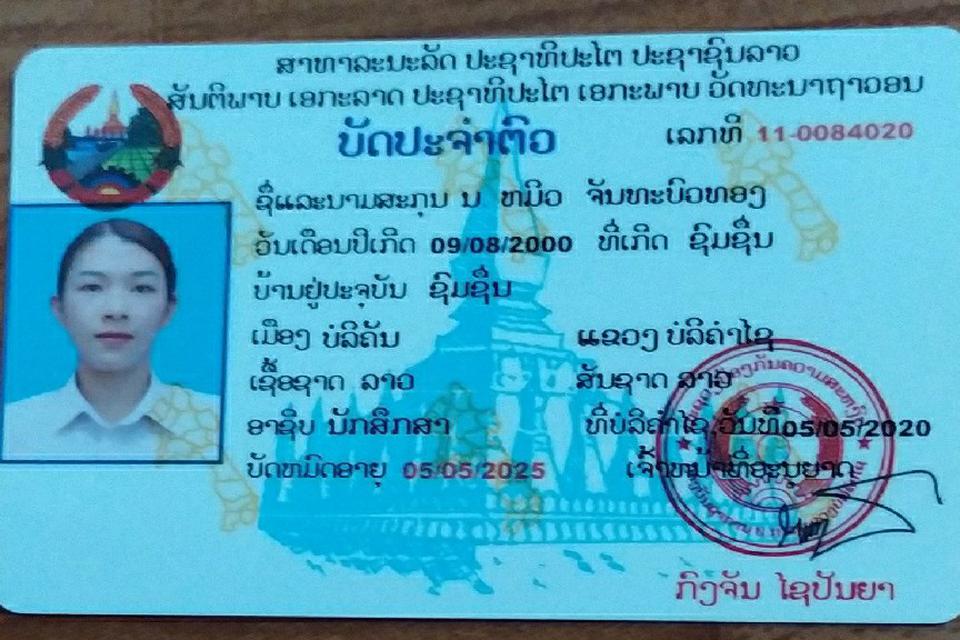 ສາທາລະນະລັດ ປະຊາທິປະໄຕ ປະຊາຊົນລາວ
ສັນຕິພາບ ເອກະລາດ ປະຊາທິປະໄຕ ເອກະພາບ ວັດທະນາຖາວອນ
ບັດປະຈຳຕົວ ເລກທີ 11-0084020
ຊື່ແລະນາມສະກຸນ ນ ຫມິວ ຈັນທະບົວທອງ
ວັນເດືອນປີເກີດ 09/08/2000 ທີ່ເກີດ ຊົມຊື່ນ
ບ້ານຢູ່ປະຈຸບັນ ຊົມຊື່ນ
ເມືອງ ບໍລິຄັນ ແຂວງ ບໍລິຄຳໄຊ
ເຊື້ອຊາດ ລາວ ສັນຊາດ ລາວ
ອາຊີບ ນັກສຶກສາ ທີ່ບໍລິຄຳໄຊ,ວັນທີ05/05/2020
ບັດຫມົດອາຍຸ 05/05/2025 ເຈົ້າຫນ້າທີ່ອະນຸຍາດ
ກົງຈັນ ໄຊປັນຍາ